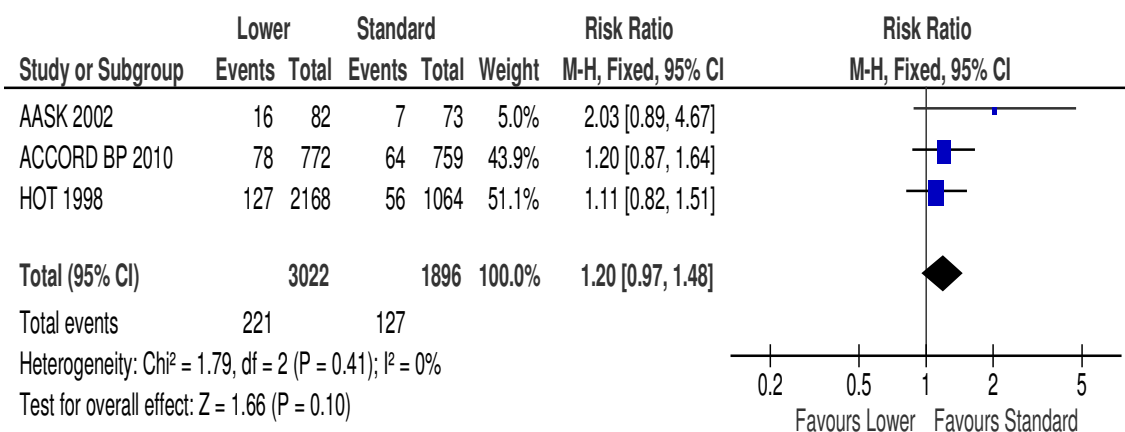 Lower Standard Risk Ratio Risk Ratio
Study or Subgroup Events Total Events Total Weight M-H, Fixed, 95% CI M-H, Fixed, 95% CI
AASK 2002 16 82 7 73 5.0% 2.03 [0.89, 4.67]
ACCORD BP 2010 78 772 64 759 43.9% 1.20 [0.87, 1.64]
HOT 1998 127 2168 56 1064 51.1% 1.11 [0.82, 1.51]
Total (95% CI) 3022 1896 100.0% 1.20 [0.97, 1.48]
Total events 221 127
Heterogeneity: Chi² = 1.79, df = 2 (P = 0.41); I² = 0%
Test for overall effect: Z = 1.66 (P = 0.10)
0.2 0.5 1 2 5
Favours Lower Favours Standard